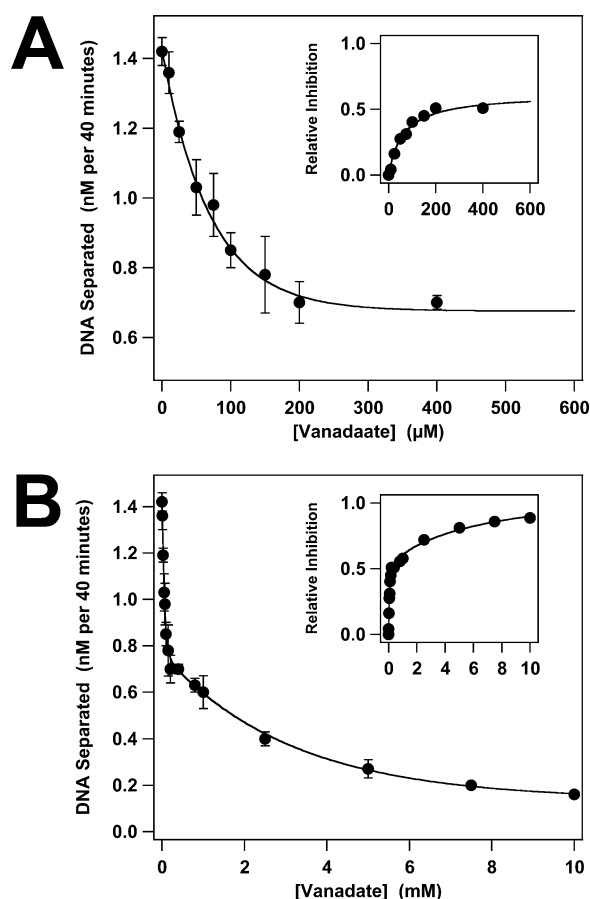 A
DNA Separated (nM per 40 minutes)
1.4
1.2
1.0
0.8
0.6
0 100 200 300 400 500 600
[Vanadaate] (µM)
Relative Inhibition
1.0
0.5
0.0
0 200 400 600
B
DNA Separated (nM per 40 minutes)
1.4
1.2
1.0
0.8
0.6
0.4
0.2
0.0
0 2 4 6 8 10
[Vanadate] (mM)
Relative Inhibition
1.0
0.5
0.0
0 2 4 6 8 10